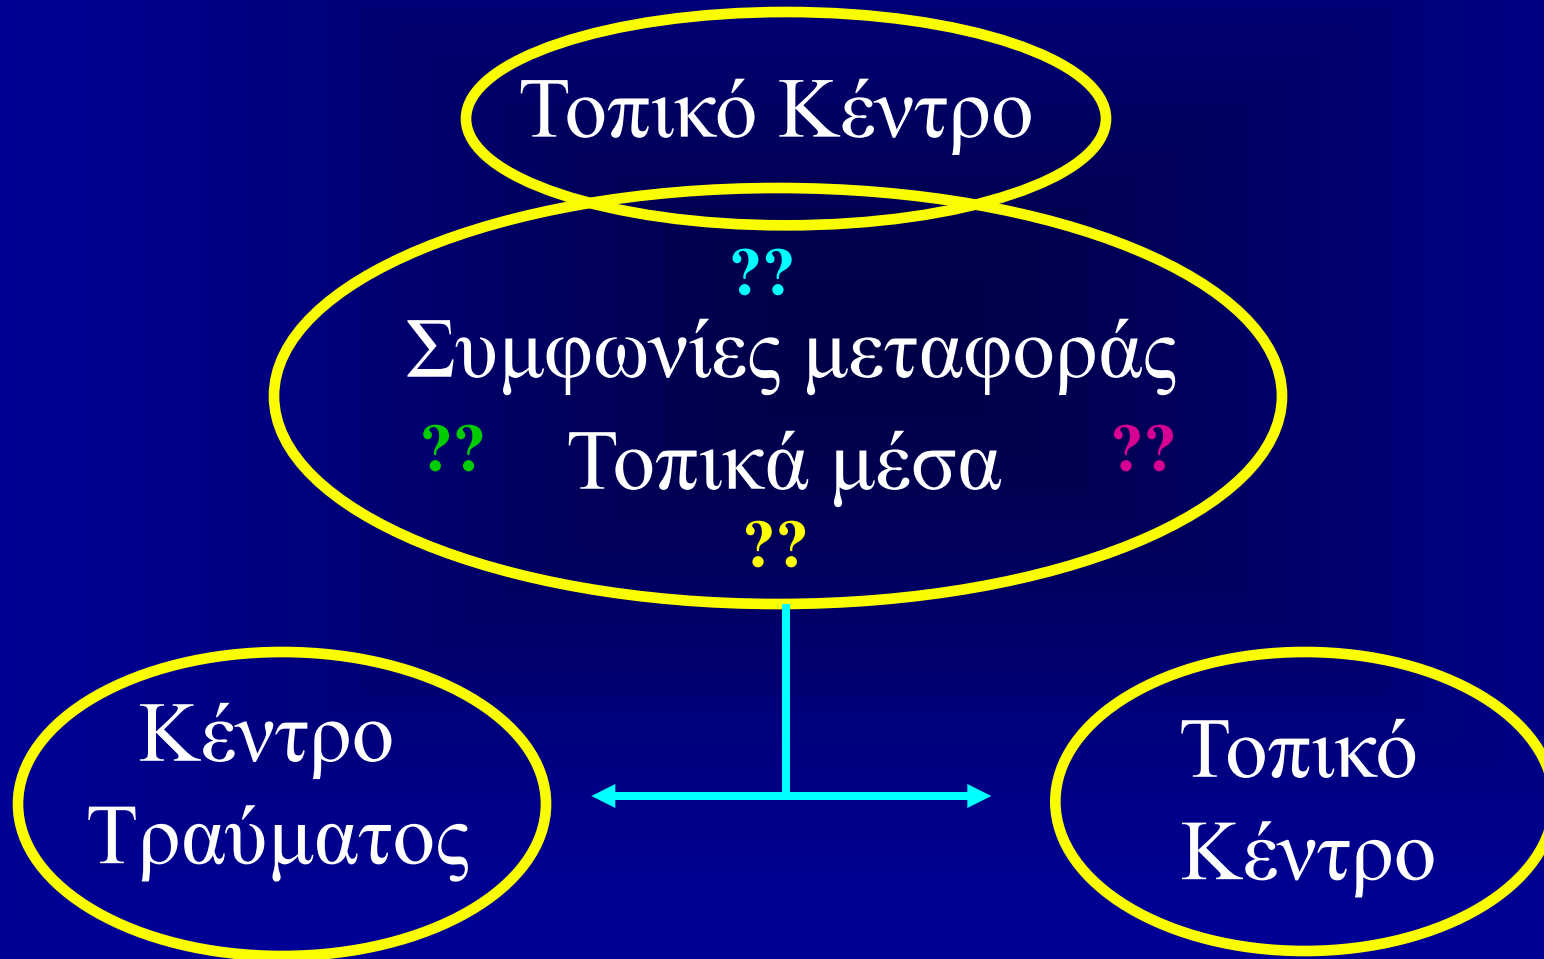 Τοπικό Κέντρο
??
Συμφωνίες μεταφοράς
?? Τοπικά μέσα ??
??
Κέντρο
Τραύματος
Τοπικό
Κέντρο